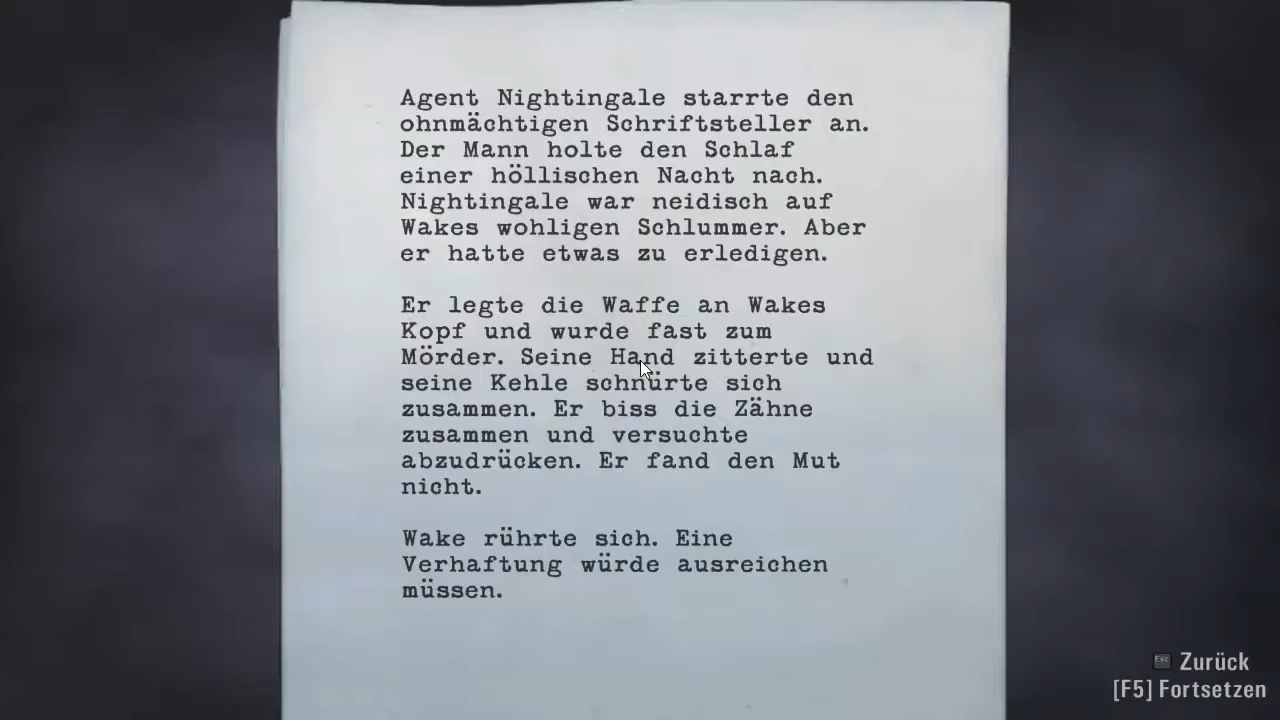 Agent Nightingale starrte den
ohnmächtigen Schriftsteller an.
Der Mann holte den Schlaf
einer höllischen Nacht nach.
Nightingale war neidisch auf
Wakes wohligen Schlummer. Aber
er hatte etwas zu erledigen.
Er legte die Waffe an Wakes
Kopf und wurde fast zum
Mörder. Seine Hand zitterte und
seine Kehle schnürte sich
zusammen. Er biss die Zähne
zusammen und versuchte
abzudrücken. Er fand den Mut
nicht.
Wake rührte sich. Eine
Verhaftung würde ausreichen
müssen.
Esc Zurück
[F5] Fortsetzen